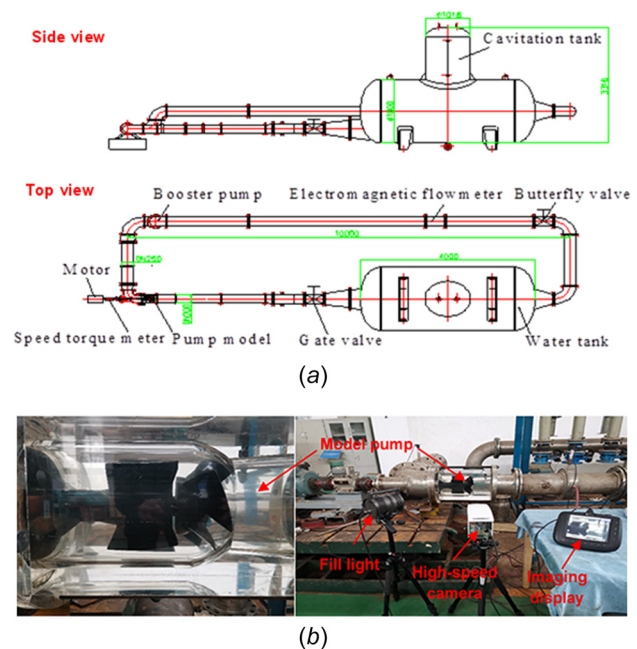 Side view
Cavitation tank
Top view
Booster pump
Electromagnetic flowmeter
Butterfly valve
10000
DN250
4000
Motor
Speed torque meter
Pump model
Gate valve
Water tank
(a)
Model pump
Fill light
High-speed
camera
Imaging
display
(b)